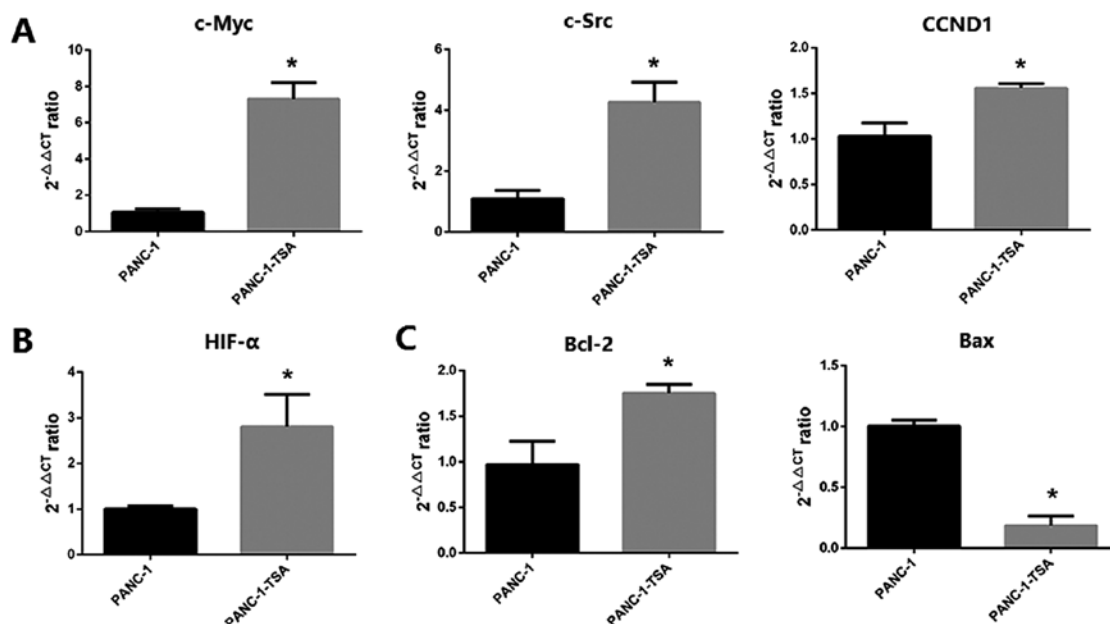 A
c-Myc
2-ΔΔCT ratio
10
8
6
4
2
0
*
PANC-1
PANC-1-TSA
c-Src
2-ΔΔCT ratio
6
4
2
0
*
PANC-1
PANC-1-TSA
CCND1
2-ΔΔCT ratio
2.0
1.5
1.0
0.5
0.0
*
PANC-1
PANC-1-TSA
B
HIF-α
2-ΔΔCT ratio
4
3
2
1
0
*
PANC-1
PANC-1-TSA
C
Bcl-2
2-ΔΔCT ratio
2.0
1.5
1.0
0.5
0.0
*
PANC-1
PANC-1-TSA
Bax
2-ΔΔCT ratio
1.5
1.0
0.5
0.0
*
PANC-1
PANC-1-TSA